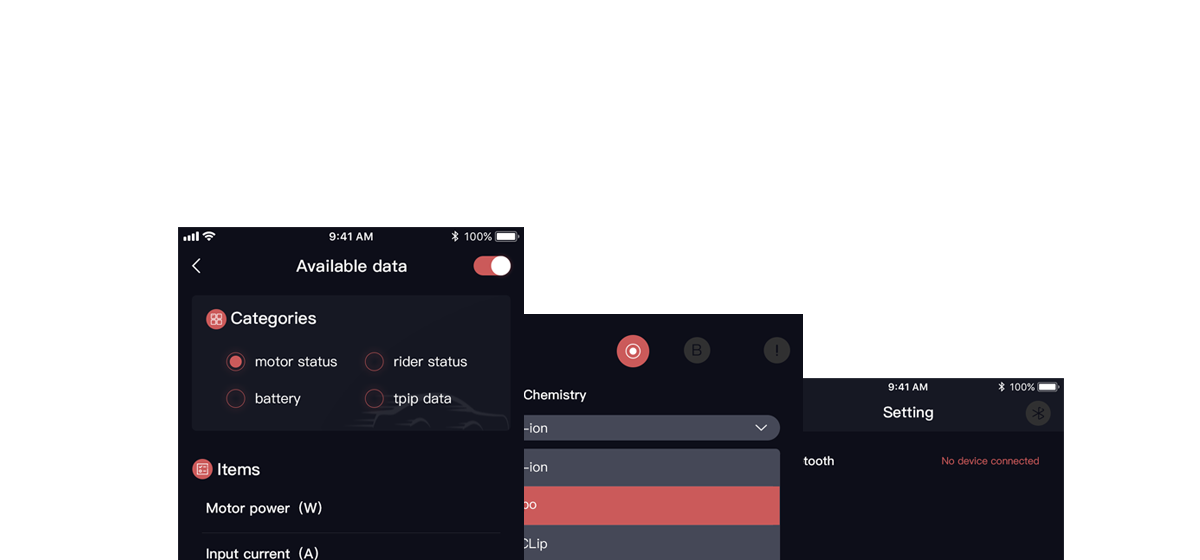 9:41 AM
100%
Available data
Categories
motor status
rider status
battery
tpip data
Items
Motor power (W)
Input current (A)
B
!
Chemistry
-ion
-ion
po
CLip
9:41 AM
100%
Setting
tooth
No device connected